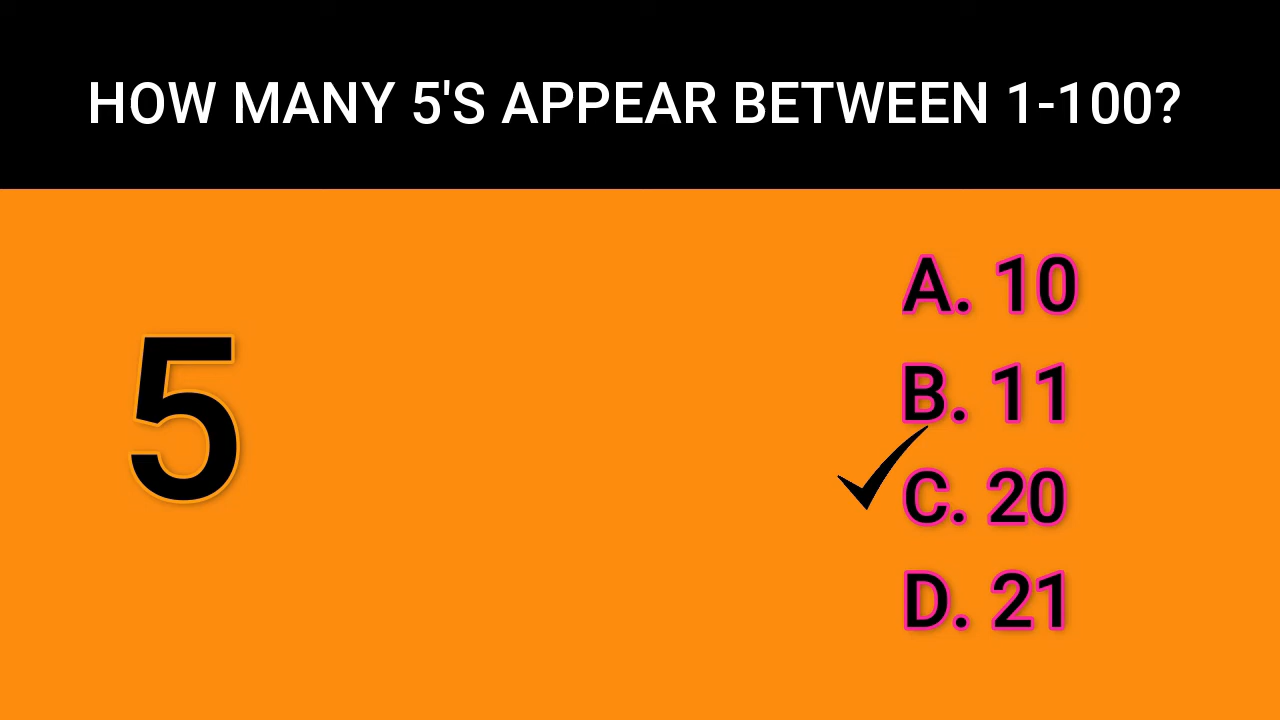 HOW MANY 5'S APPEAR BETWEEN 1-100?
5
A. 10
B. 11
C. 20
D. 21